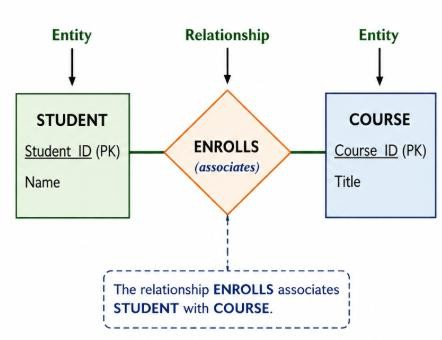 Entity
Relationship
Entity
STUDENT
Student_ID (PK)
Name
ENROLLS
(associates)
COURSE
Course_ID (PK)
Title
The relationship ENROLLS associates
STUDENT with COURSE.